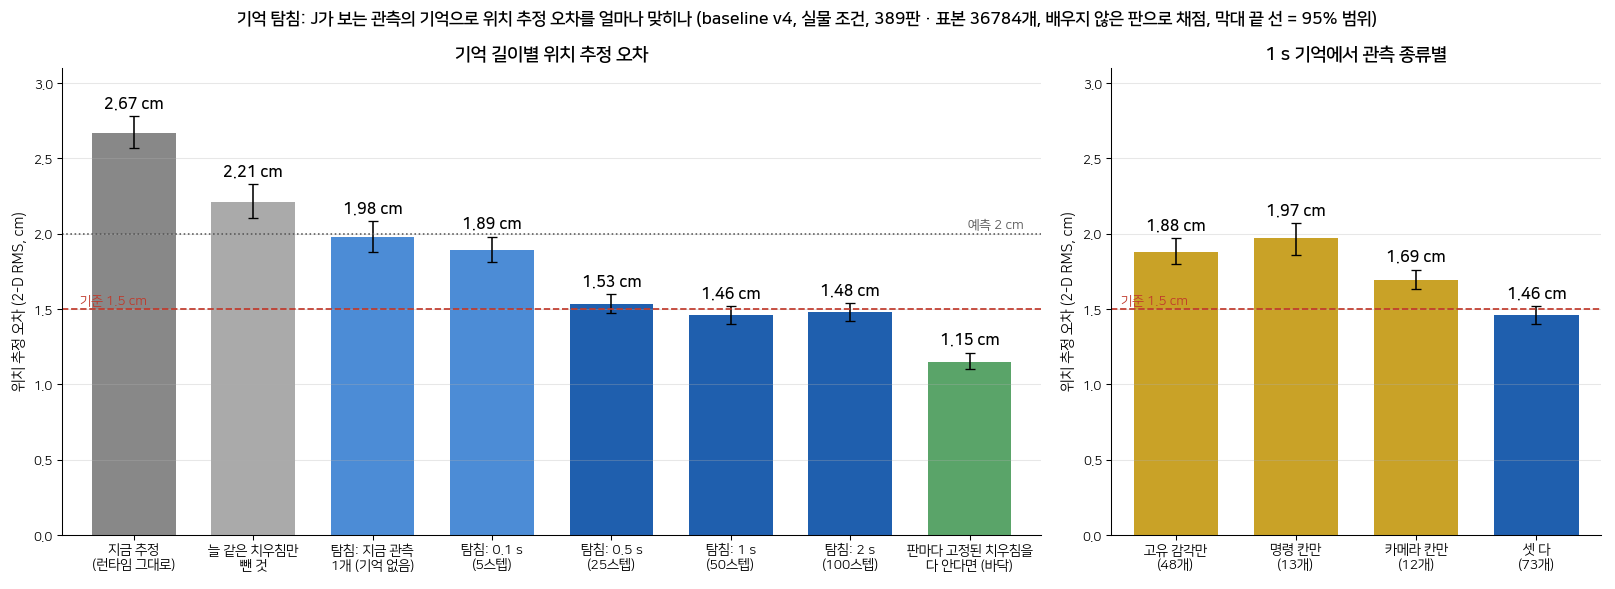 기억 탐침: J가 보는 관측의 기억으로 위치 추정 오차를 얼마나 맞히나 (baseline v4, 실물 조건, 389판 · 표본 36784개, 배우지 않은 판으로 채점, 막대 끝 선 = 95% 범위)
기억 길이별 위치 추정 오차
위치 추정 오차 (2-D RMS, cm)
3.0
2.5
2.0
1.5
1.0
0.5
0.0
2.67 cm
2.21 cm
1.98 cm
1.89 cm
1.53 cm
1.46 cm
1.48 cm
1.15 cm
예측 2 cm
기준 1.5 cm
지금 추정
(런타임 그대로)
늘 같은 치우침만
뺀 것
탐침: 지금 관측
1개 (기억 없음)
탐침: 0.1 s
(5스텝)
탐침: 0.5 s
(25스텝)
탐침: 1 s
(50스텝)
탐침: 2 s
(100스텝)
판마다 고정된 치우침을
다 안다면 (바닥)
1 s 기억에서 관측 종류별
위치 추정 오차 (2-D RMS, cm)
3.0
2.5
2.0
1.5
1.0
0.5
0.0
1.88 cm
1.97 cm
1.69 cm
1.46 cm
기준 1.5 cm
고유 감각만
(48개)
명령 칸만
(13개)
카메라 칸만
(12개)
셋 다
(73개)